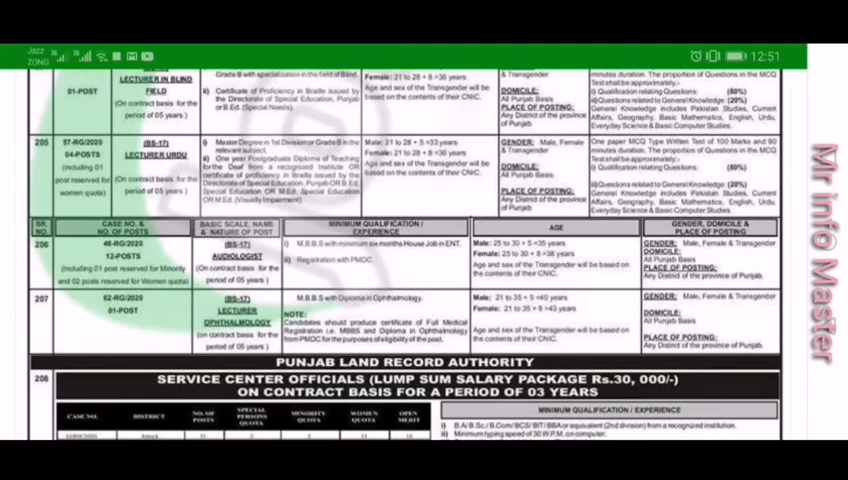 Jazz
ZONG
12:51
01-POST
LECTURER IN BLIND
FIELD
(On contract basis for the
period of 05 years)
Grade B with specialization in the field of Blind.
ii) Certificate of Proficiency in Braille issued by
the Directorate of Special Education, Punjab
or B.Ed. (Special Needs).
Female: 21 to 28 + 8 =36 years
Age and sex of the Transgender will be
based on the contents of their CNIC.
& Transgender
DOMICILE:
All Punjab Basis
PLACE OF POSTING:
Any District of the province of
Punjab
minutes duration. The proportion of Questions in the MCQ
Test shall be approximately:-
i) Qualification relating Questions: (80%)
ii) Questions related to General Knowledge: (20%)
General Knowledge includes Pakistan Studies, Current
Affairs, Geography, Basic Mathematics, English, Urdu,
Everyday Science & Basic Computer Studies.
205
57-RG/2020
04-POSTS
(including 01
post reserved for
women quota)
(BS-17)
LECTURER URDU
(On contract basis for the
period of 05 years)
i) Master Degree in 1st Division or Grade B in the
relevant subject.
ii) One year Postgraduate Diploma of Teaching
for the Deaf from a recognized Institute OR
certificate of proficiency in Braille issued by the
Directorate of Special Education, Punjab OR B.Ed.
Special Education OR M.Ed. Special Education
OR M.Ed. (Visually Impairment)
Male: 21 to 28 + 5 =33 years
Female: 21 to 28 + 8 =36 years
Age and sex of the Transgender will be
based on the contents of their CNIC.
GENDER: Male, Female
& Transgender
DOMICILE:
All Punjab Basis
PLACE OF POSTING:
Any District of the province
of Punjab
One paper MCQ Type Written Test of 100 Marks and 90
minutes duration. The proportion of Questions in the MCQ
Test shall be approximately:-
i) Qualification relating Questions: (80%)
ii) Questions related to General Knowledge: (20%)
General Knowledge includes Pakistan Studies, Current
Affairs, Geography, Basic Mathematics, English, Urdu,
Everyday Science & Basic Computer Studies.
SR. NO.
CASE NO. &
NO. OF POSTS
BASIC SCALE, NAME
& NATURE OF POST
MINIMUM QUALIFICATION /
EXPERIENCE
AGE
GENDER, DOMICILE &
PLACE OF POSTING
206
48-RG/2020
12-POSTS
(Including 01 post reserved for Minority
and 02 posts reserved for Women quota)
(BS-17)
AUDIOLOGIST
(On contract basis for the
period of 05 years)
i) M.B.B.S with minimum six months House Job in ENT.
ii) Registration with PMDC.
Male: 25 to 30 + 5 =35 years
Female: 25 to 30 + 8 =38 years
Age and sex of the Transgender will be based on
the contents of their CNIC.
GENDER: Male, Female & Transgender
DOMICILE:
All Punjab Basis
PLACE OF POSTING:
Any District of the province of Punjab.
207
62-RG/2020
01-POST
(BS-17)
LECTURER
OPHTHALMOLOGY
(on contract basis for the
period of 05 years)
M.B.B.S with Diploma in Ophthalmology.
NOTE:
Candidates should produce certificate of Full Medical
Registration i.e. MBBS and Diploma in Ophthalmology
from PMDC for the purposes of eligibility of the post.
Male: 21 to 35 + 5 =40 years
Female: 21 to 35 + 8 =43 years
Age and sex of the Transgender will be based on
the contents of their CNIC.
GENDER: Male, Female & Transgender
DOMICILE:
All Punjab Basis
PLACE OF POSTING:
Any District of the province of Punjab.
PUNJAB LAND RECORD AUTHORITY
208
SERVICE CENTER OFFICIALS (LUMP SUM SALARY PACKAGE Rs.30, 000/-)
ON CONTRACT BASIS FOR A PERIOD OF 03 YEARS
CASE NO.
DISTRICT
NO. OF
POSTS
SPECIAL
PERSONS
QUOTA
MINORITY
QUOTA
WOMEN
QUOTA
OPEN
MERIT
Attock
MINIMUM QUALIFICATION / EXPERIENCE
i) B.A/B.Sc./B.Com/BCS/BIT/BBA or equivalent (2nd division) from a recognized institution.
ii) Minimum typing speed of 30 W.P.M. on computer.
Mr info Master